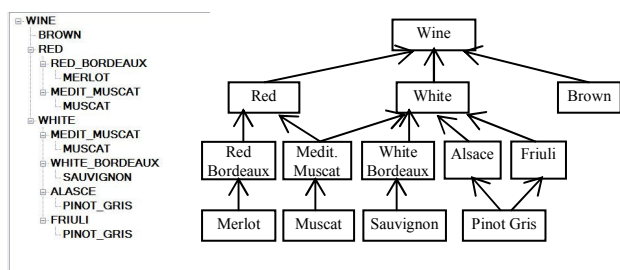 WINE
BROWN
RED
RED_BORDEAUX
MERLOT
MEDIT_MUSCAT
MUSCAT
WHITE
MEDIT_MUSCAT
MUSCAT
WHITE_BORDEAUX
SAUVIGNON
ALASCE
PINOT_GRIS
FRIULI
PINOT_GRIS
Wine
Red
White
Brown
Red
Bordeaux
Medit.
Muscat
White
Bordeaux
Alsace
Friuli
Merlot
Muscat
Sauvignon
Pinot Gris